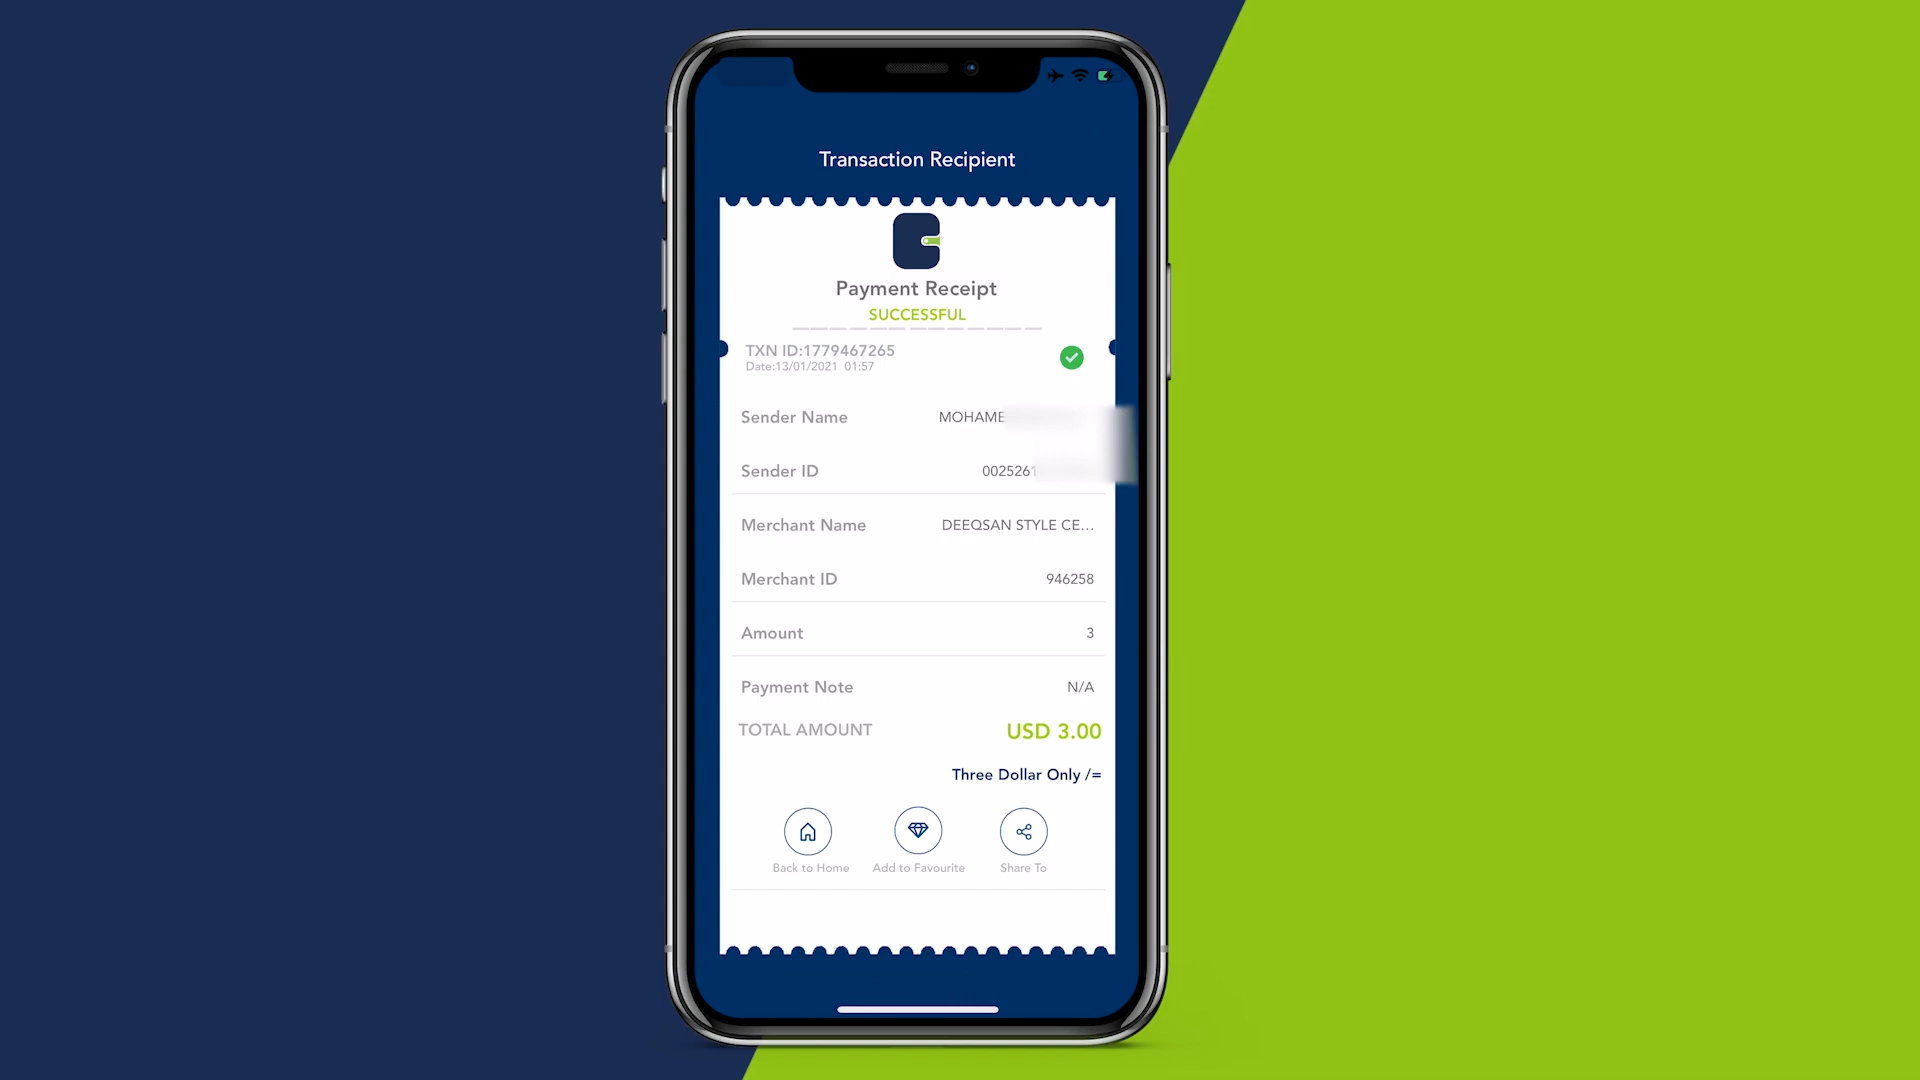 Transaction Recipient
Payment Receipt
SUCCESSFUL
TXN ID:1779467265
Date:13/01/2021 01:57
Sender Name MOHAME
Sender ID 0025261
Merchant Name DEEQSAN STYLE CE...
Merchant ID 946258
Amount 3
Payment Note N/A
TOTAL AMOUNT USD 3.00
Three Dollar Only /=
Back to Home Add to Favourite Share To